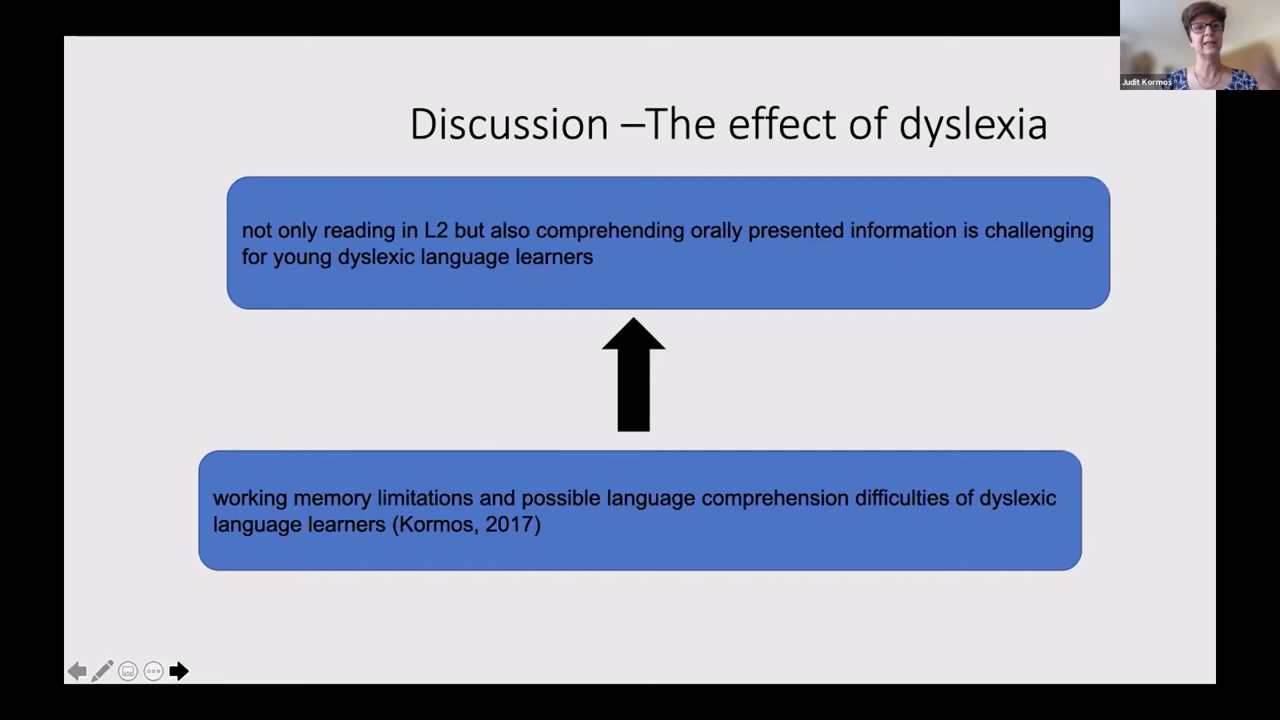 Judit Kormos
Discussion –The effect of dyslexia
not only reading in L2 but also comprehending orally presented information is challenging
for young dyslexic language learners
working memory limitations and possible language comprehension difficulties of dyslexic
language learners (Kormos, 2017)